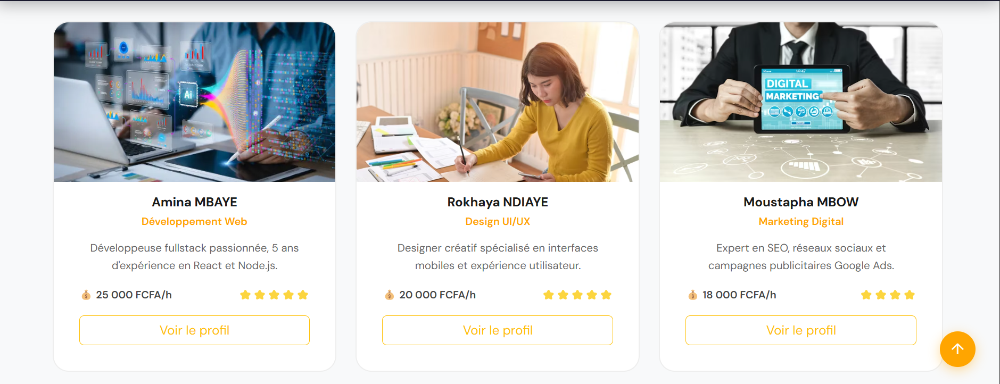 Ai
10:47
DIGITAL
MARKETING
ENTER
Amina MBAYE
Développement Web
Développeuse fullstack passionnée, 5 ans
d'expérience en React et Node.js.
25 000 FCFA/h
Voir le profil
Rokhaya NDIAYE
Design UI/UX
Designer créatif spécialisé en interfaces
mobiles et expérience utilisateur.
20 000 FCFA/h
Voir le profil
Moustapha MBOW
Marketing Digital
Expert en SEO, réseaux sociaux et
campagnes publicitaires Google Ads.
18 000 FCFA/h
Voir le profil